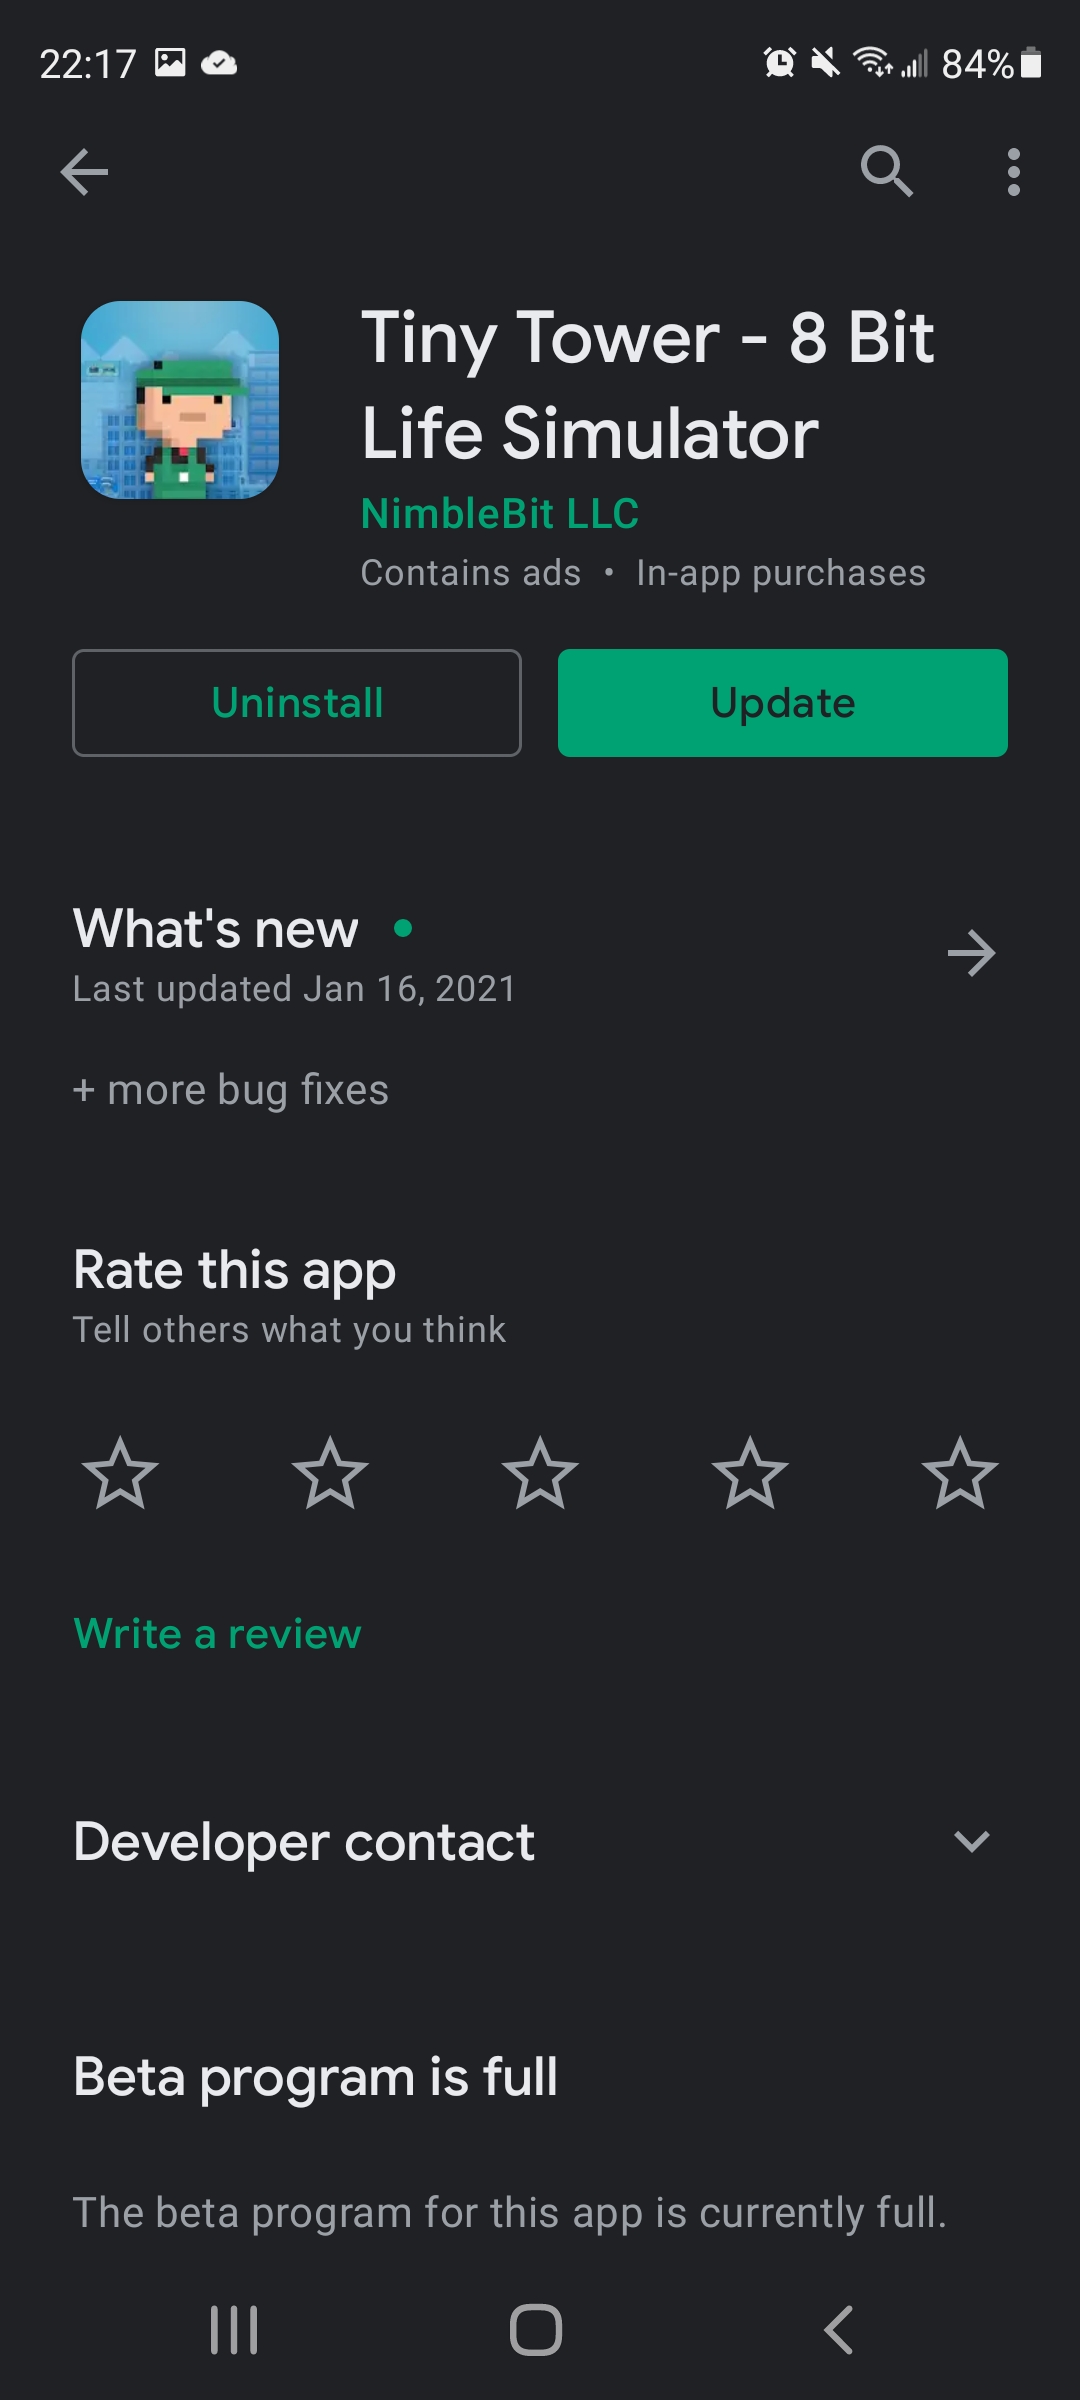 22:17
84%
Tiny Tower - 8 Bit
Life Simulator
NimbleBit LLC
Contains ads • In-app purchases
Uninstall
Update
What's new
Last updated Jan 16, 2021
+ more bug fixes
Rate this app
Tell others what you think
Write a review
Developer contact
Beta program is full
The beta program for this app is currently full.